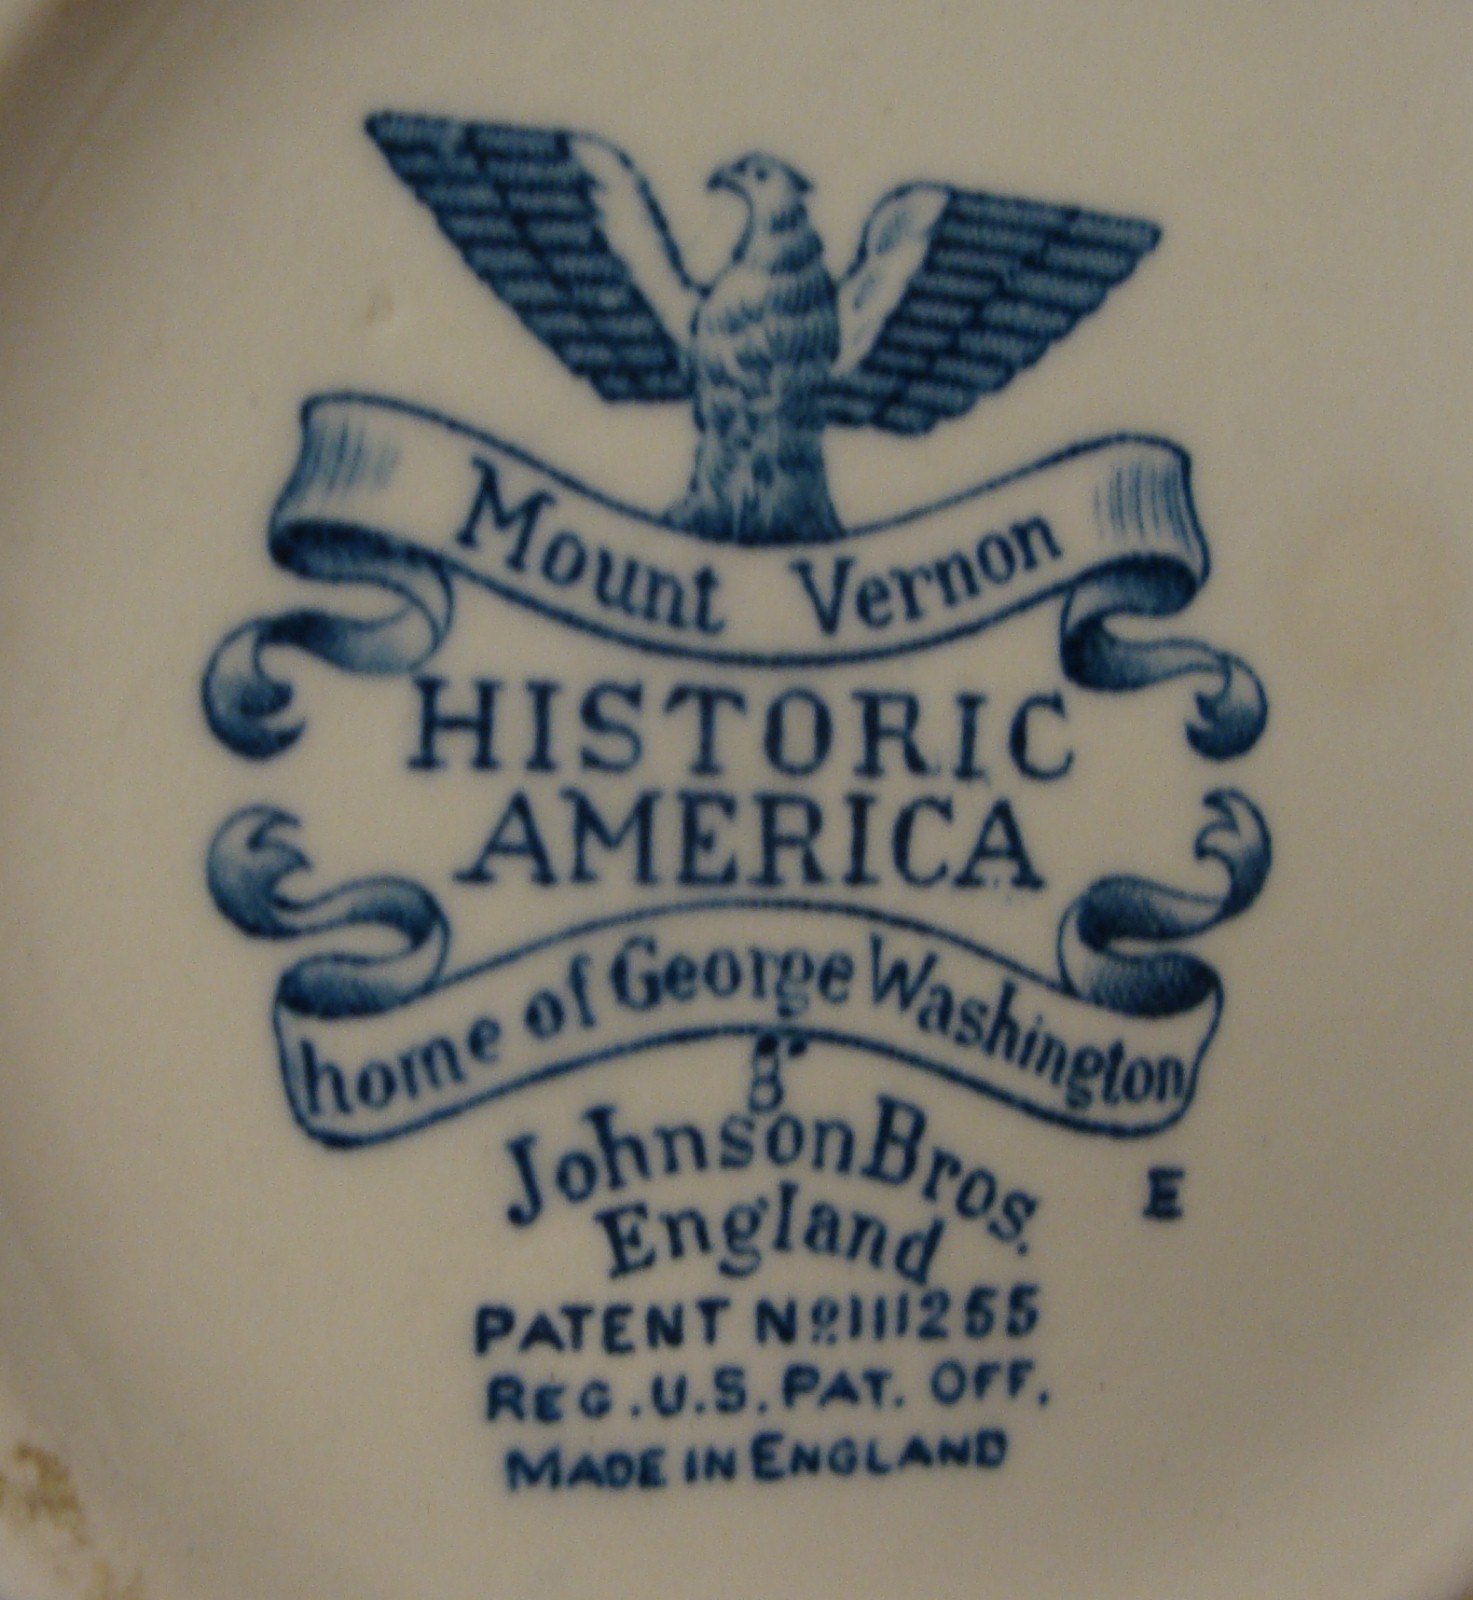 Mount Vernon
HISTORIC
AMERICA
home of George Washington
8
Johnson Bros.
England
E
PATENT No. 111255
REG. U.S. PAT. OFF.
MADE IN ENGLAND